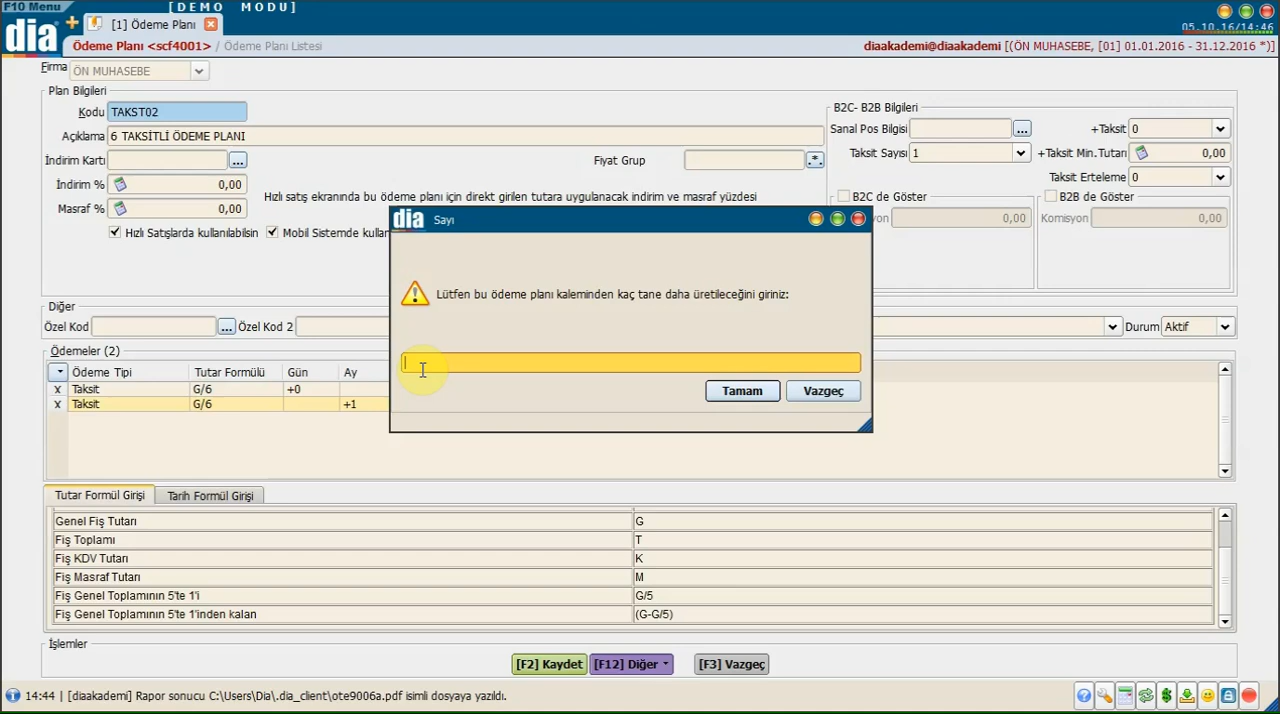 F10 Menu
[DEMO MODU]
dia
[1] Ödeme Planı
05.10.16/14:46
Ödeme Planı <scf4001> / Ödeme Planı Listesi
diaakademi@diaakademi [(ÖN MUHASEBE, [01] 01.01.2016 - 31.12.2016 *)]
Firma ÖN MUHASEBE
Plan Bilgileri
Kodu TAKST02
Açıklama 6 TAKSİTLİ ÖDEME PLANI
İndirim Kartı ... Fiyat Grup .*.
İndirim % 0,00
Masraf % 0,00
Hızlı satış ekranında bu ödeme planı için direkt girilen tutara uygulanacak indirim ve masraf yüzdesi
Hızlı Satışlarda kullanılabilsin Mobil Sistemde kullan
B2C- B2B Bilgileri
Sanal Pos Bilgisi ... +Taksit 0
Taksit Sayısı 1 +Taksit Min.Tutarı 0,00
Taksit Erteleme 0
B2C de Göster B2B de Göster
yon 0,00 Komisyon 0,00
dia Sayı
Lütfen bu ödeme planı kaleminden kaç tane daha üretileceğini giriniz:
Tamam Vazgeç
Diğer
Özel Kod ... Özel Kod 2 Durum Aktif
Ödemeler (2)
Ödeme Tipi Tutar Formülü Gün Ay
x Taksit G/6 +0
x Taksit G/6 +1
Tutar Formül Girişi Tarih Formül Girişi
Genel Fiş Tutarı G
Fiş Toplamı T
Fiş KDV Tutarı K
Fiş Masraf Tutarı M
Fiş Genel Toplamının 5'te 1'i G/5
Fiş Genel Toplamının 5'te 1'inden kalan (G-G/5)
İşlemler
[F2] Kaydet [F12] Diğer [F3] Vazgeç
14:44 | [diaakademi] Rapor sonucu C:\Users\Dia\.dia_client\ote9006a.pdf isimli dosyaya yazıldı.